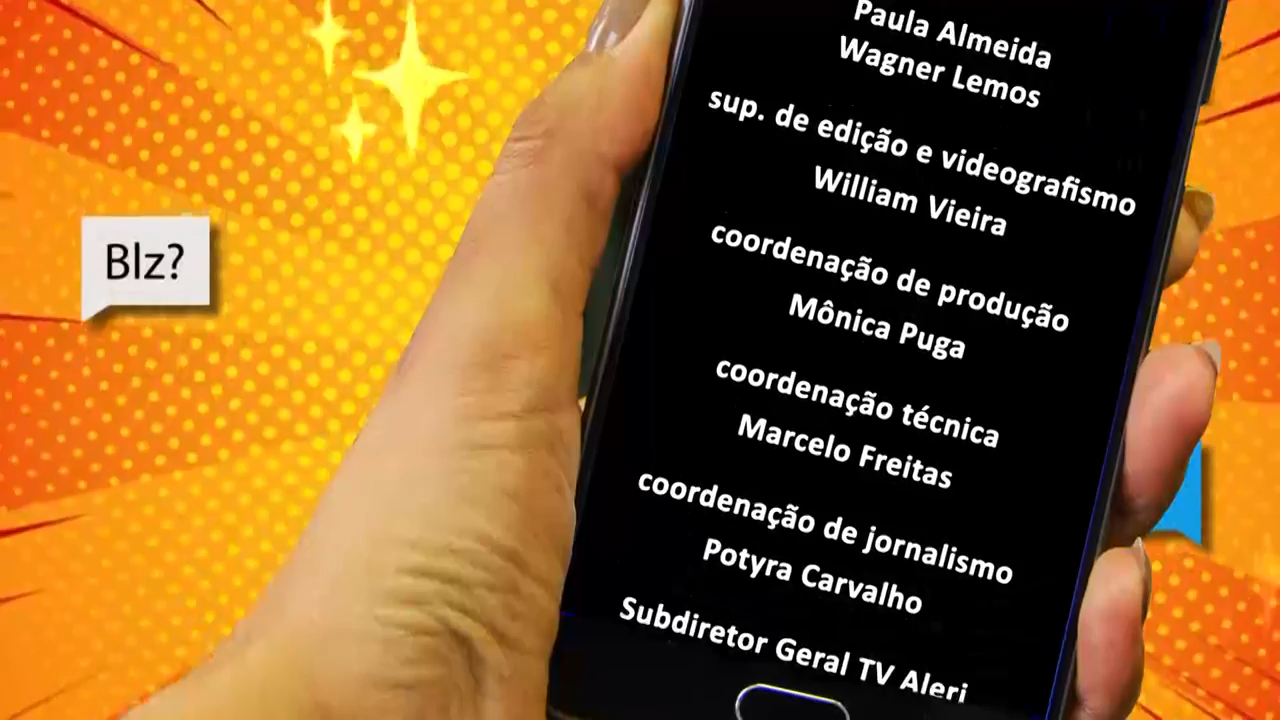 Blz?
Paula Almeida
Wagner Lemos
sup. de edição e videografismo
William Vieira
coordenação de produção
Mônica Puga
coordenação técnica
Marcelo Freitas
coordenação de jornalismo
Potyra Carvalho
Subdiretor Geral TV Alerj